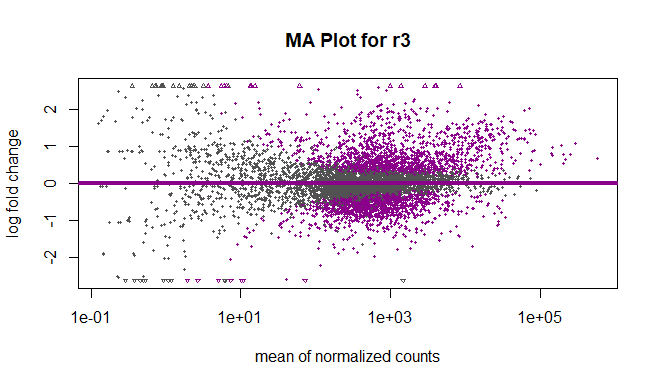 MA Plot for r3
log fold change
2
1
0
-1
-2
1e-01
1e+01
1e+03
1e+05
mean of normalized counts